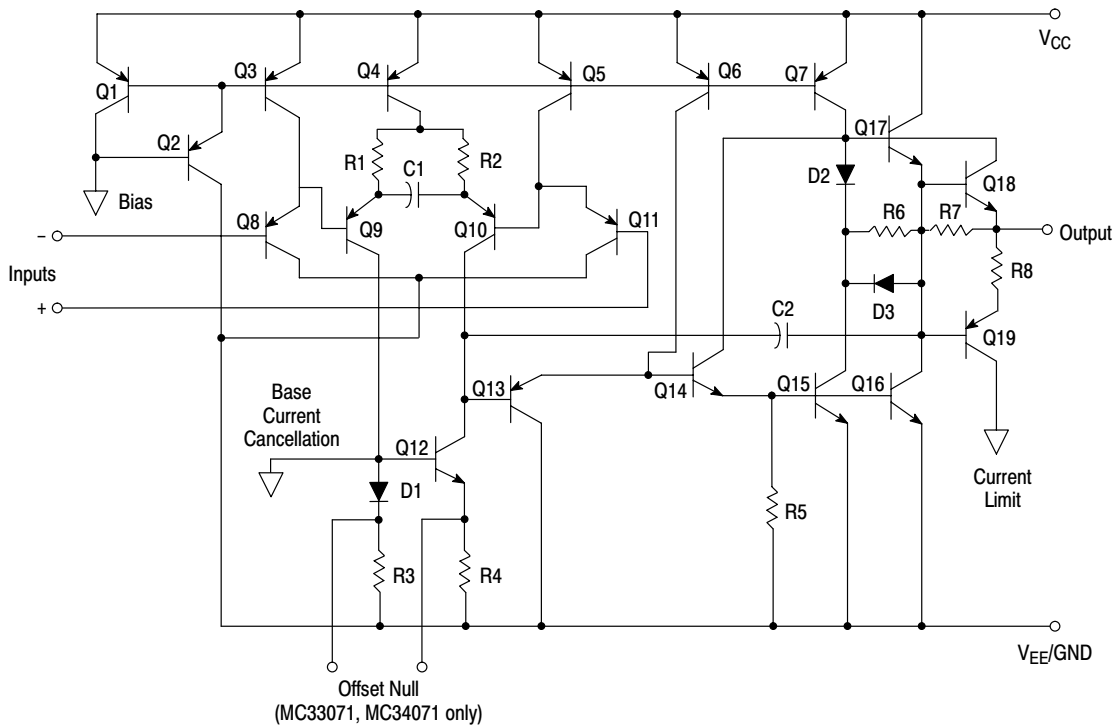 VCC
Q1
Q3
Q4
Q5
Q6
Q7
Q2
Q17
R1
R2
C1
D2
Q18
Bias
Q8
Q9
Q10
Q11
R6
R7
Output
−
Inputs
+
R8
D3
C2
Q19
Q13
Q14
Q15
Q16
Base
Current
Cancellation
Q12
D1
Current
Limit
R5
R3
R4
VEE/GND
Offset Null
(MC33071, MC34071 only)